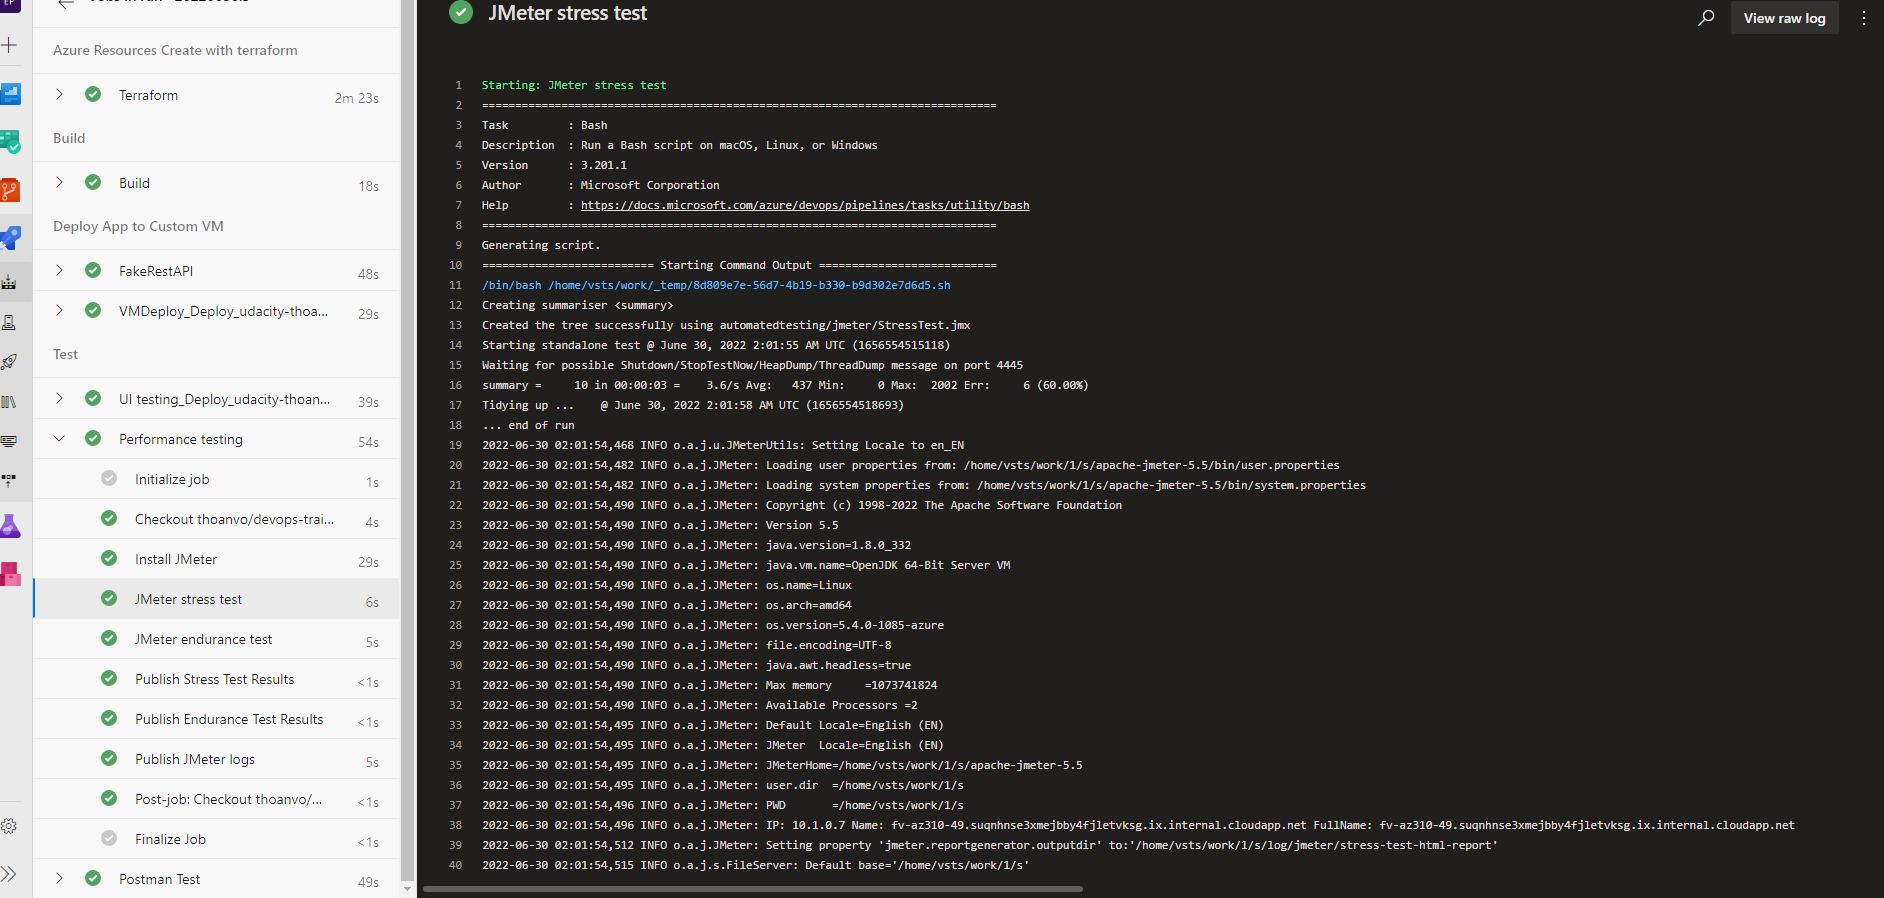 EP
Azure Resources Create with terraform
Terraform 2m 23s
Build
Build 18s
Deploy App to Custom VM
FakeRestAPI 48s
VMDeploy_Deploy_udacity-thoa... 29s
Test
UI testing_Deploy_udacity-thoan... 39s
Performance testing 54s
Initialize job 1s
Checkout thoanvo/devops-trai... 4s
Install JMeter 29s
JMeter stress test 6s
JMeter endurance test 5s
Publish Stress Test Results <1s
Publish Endurance Test Results <1s
Publish JMeter logs 5s
Post-job: Checkout thoanvo/... <1s
Finalize Job <1s
Postman Test 49s
JMeter stress test
View raw log
1 Starting: JMeter stress test
2 ==============================================================================
3 Task         : Bash
4 Description  : Run a Bash script on macOS, Linux, or Windows
5 Version      : 3.201.1
6 Author       : Microsoft Corporation
7 Help         : https://docs.microsoft.com/azure/devops/pipelines/tasks/utility/bash
8 ==============================================================================
9 Generating script.
10 ========================== Starting Command Output ===========================
11 /bin/bash /home/vsts/work/_temp/8d809e7e-56d7-4b19-b330-b9d302e7d6d5.sh
12 Creating summariser <summary>
13 Created the tree successfully using automatedtesting/jmeter/StressTest.jmx
14 Starting standalone test @ June 30, 2022 2:01:55 AM UTC (1656554515118)
15 Waiting for possible Shutdown/StopTestNow/HeapDump/ThreadDump message on port 4445
16 summary =     10 in 00:00:03 =    3.6/s Avg:   437 Min:     0 Max:  2002 Err:     6 (60.00%)
17 Tidying up ...    @ June 30, 2022 2:01:58 AM UTC (1656554518693)
18 ... end of run
19 2022-06-30 02:01:54,468 INFO o.a.j.u.JMeterUtils: Setting Locale to en_EN
20 2022-06-30 02:01:54,482 INFO o.a.j.JMeter: Loading user properties from: /home/vsts/work/1/s/apache-jmeter-5.5/bin/user.properties
21 2022-06-30 02:01:54,482 INFO o.a.j.JMeter: Loading system properties from: /home/vsts/work/1/s/apache-jmeter-5.5/bin/system.properties
22 2022-06-30 02:01:54,490 INFO o.a.j.JMeter: Copyright (c) 1998-2022 The Apache Software Foundation
23 2022-06-30 02:01:54,490 INFO o.a.j.JMeter: Version 5.5
24 2022-06-30 02:01:54,490 INFO o.a.j.JMeter: java.version=1.8.0_332
25 2022-06-30 02:01:54,490 INFO o.a.j.JMeter: java.vm.name=OpenJDK 64-Bit Server VM
26 2022-06-30 02:01:54,490 INFO o.a.j.JMeter: os.name=Linux
27 2022-06-30 02:01:54,490 INFO o.a.j.JMeter: os.arch=amd64
28 2022-06-30 02:01:54,490 INFO o.a.j.JMeter: os.version=5.4.0-1085-azure
29 2022-06-30 02:01:54,490 INFO o.a.j.JMeter: file.encoding=UTF-8
30 2022-06-30 02:01:54,490 INFO o.a.j.JMeter: java.awt.headless=true
31 2022-06-30 02:01:54,490 INFO o.a.j.JMeter: Max memory     =1073741824
32 2022-06-30 02:01:54,490 INFO o.a.j.JMeter: Available Processors =2
33 2022-06-30 02:01:54,495 INFO o.a.j.JMeter: Default Locale=English (EN)
34 2022-06-30 02:01:54,495 INFO o.a.j.JMeter: JMeter  Locale=English (EN)
35 2022-06-30 02:01:54,495 INFO o.a.j.JMeter: JMeterHome=/home/vsts/work/1/s/apache-jmeter-5.5
36 2022-06-30 02:01:54,495 INFO o.a.j.JMeter: user.dir  =/home/vsts/work/1/s
37 2022-06-30 02:01:54,496 INFO o.a.j.JMeter: PWD       =/home/vsts/work/1/s
38 2022-06-30 02:01:54,496 INFO o.a.j.JMeter: IP: 10.1.0.7 Name: fv-az310-49.suqnhnse3xmejbby4fjletvksg.ix.internal.cloudapp.net FullName: fv-az310-49.suqnhnse3xmejbby4fjletvksg.ix.internal.cloudapp.net
39 2022-06-30 02:01:54,512 INFO o.a.j.JMeter: Setting property 'jmeter.reportgenerator.outputdir' to:'/home/vsts/work/1/s/log/jmeter/stress-test-html-report'
40 2022-06-30 02:01:54,515 INFO o.a.j.s.FileServer: Default base='/home/vsts/work/1/s'